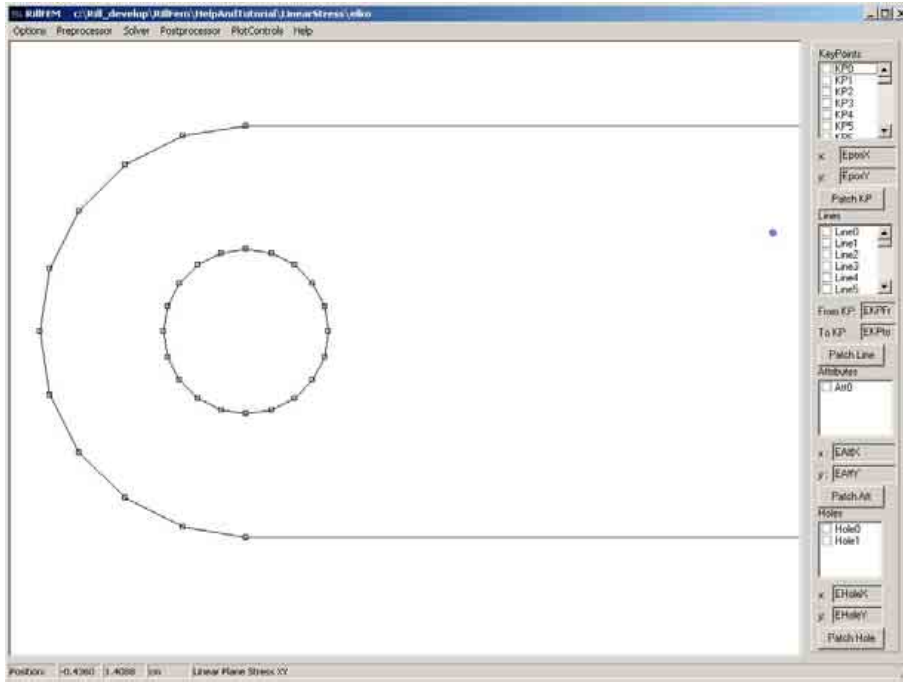 RillFEM c:\Rill_develop\RillFem\HelpAndTutorial\LinearStress\elko
Options Preprocessor Solver Postprocessor PlotControls Help
KeyPoints
KP0
KP1
KP2
KP3
KP4
KP5
KP6
x: EposX
y: EposY
Patch KP
Lines
Line0
Line1
Line2
Line3
Line4
Line5
From KP: EKPFr
To KP: EKPto
Patch Line
Attributes
Att0
x: EAttX
y: EAttY
Patch Att
Holes
Hole0
Hole1
x: EHoleX
y: EHoleY
Patch Hole
Position: -0.4360 1.4088 cm Linear Plane Stress XY